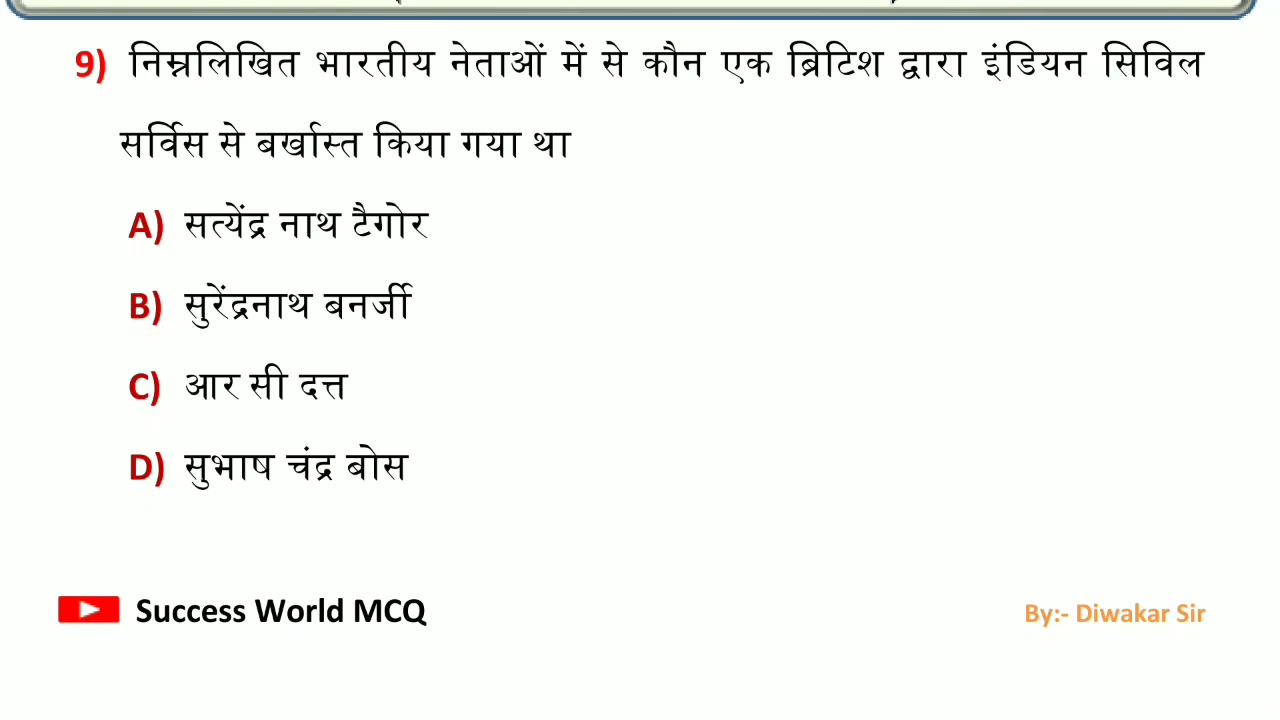 9) निम्नलिखित भारतीय नेताओं में से कौन एक ब्रिटिश द्वारा इंडियन सिविल
सर्विस से बर्खास्त किया गया था
A) सत्येंद्र नाथ टैगोर
B) सुरेंद्रनाथ बनर्जी
C) आर सी दत्त
D) सुभाष चंद्र बोस
Success World MCQ
By:- Diwakar Sir